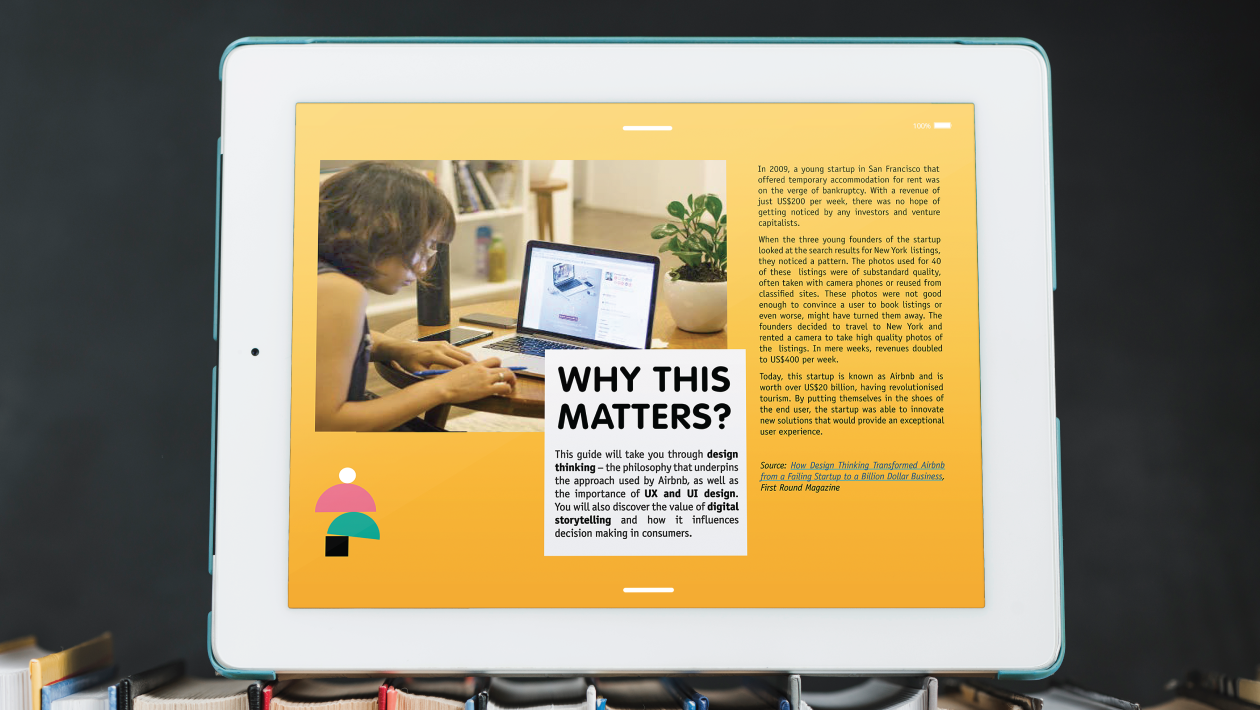 100%
In 2009, a young startup in San Francisco that
offered temporary accommodation for rent was
on the verge of bankruptcy. With a revenue of
just US$200 per week, there was no hope of
getting noticed by any investors and venture
capitalists.
When the three young founders of the startup
looked at the search results for New York listings,
they noticed a pattern. The photos used for 40
of these listings were of substandard quality,
often taken with camera phones or reused from
classified sites. These photos were not good
enough to convince a user to book listings or
even worse, might have turned them away. The
founders decided to travel to New York and
rented a camera to take high quality photos of
the listings. In mere weeks, revenues doubled
to US$400 per week.
Today, this startup is known as Airbnb and is
worth over US$20 billion, having revolutionised
tourism. By putting themselves in the shoes of
the end user, the startup was able to innovate
new solutions that would provide an exceptional
user experience.
Source: How Design Thinking Transformed Airbnb
from a Failing Startup to a Billion Dollar Business,
First Round Magazine
WHY THIS
MATTERS?
This guide will take you through design
thinking – the philosophy that underpins
the approach used by Airbnb, as well as
the importance of UX and UI design.
You will also discover the value of digital
storytelling and how it influences
decision making in consumers.